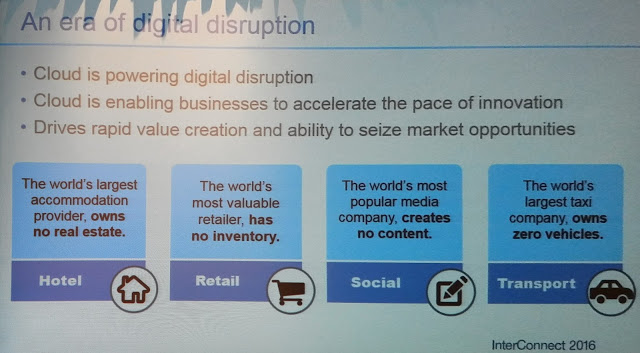 An era of digital disruption
• Cloud is powering digital disruption
• Cloud is enabling businesses to accelerate the pace of innovation
• Drives rapid value creation and ability to seize market opportunities
The world's largest
accommodation
provider, owns
no real estate.
Hotel
The world's
most valuable
retailer, has
no inventory.
Retail
The world's most
popular media
company, creates
no content.
Social
The world's
largest taxi
company, owns
zero vehicles.
Transport
InterConnect 2016